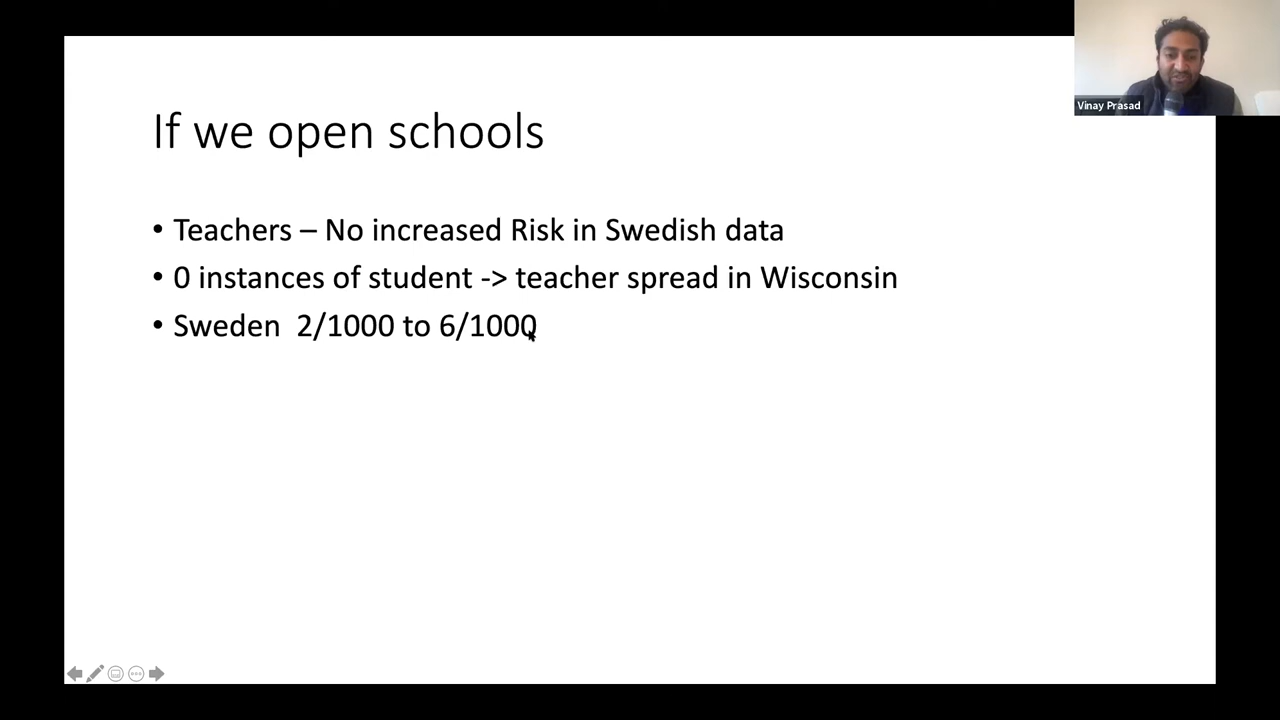 Vinay Prasad
If we open schools
• Teachers – No increased Risk in Swedish data
• 0 instances of student -> teacher spread in Wisconsin
• Sweden  2/1000 to 6/1000